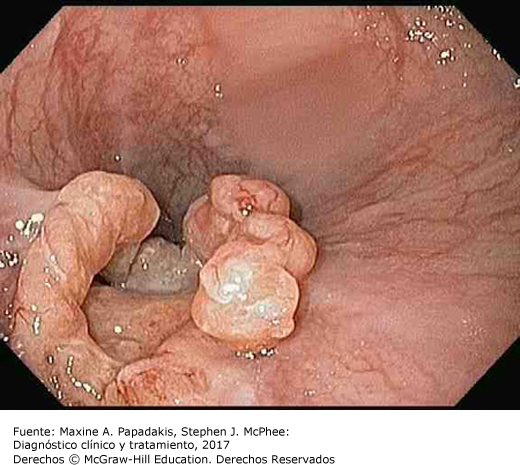 Fuente: Maxine A. Papadakis, Stephen J. McPhee:
Diagnóstico clínico y tratamiento, 2017
Derechos © McGraw-Hill Education. Derechos Reservados